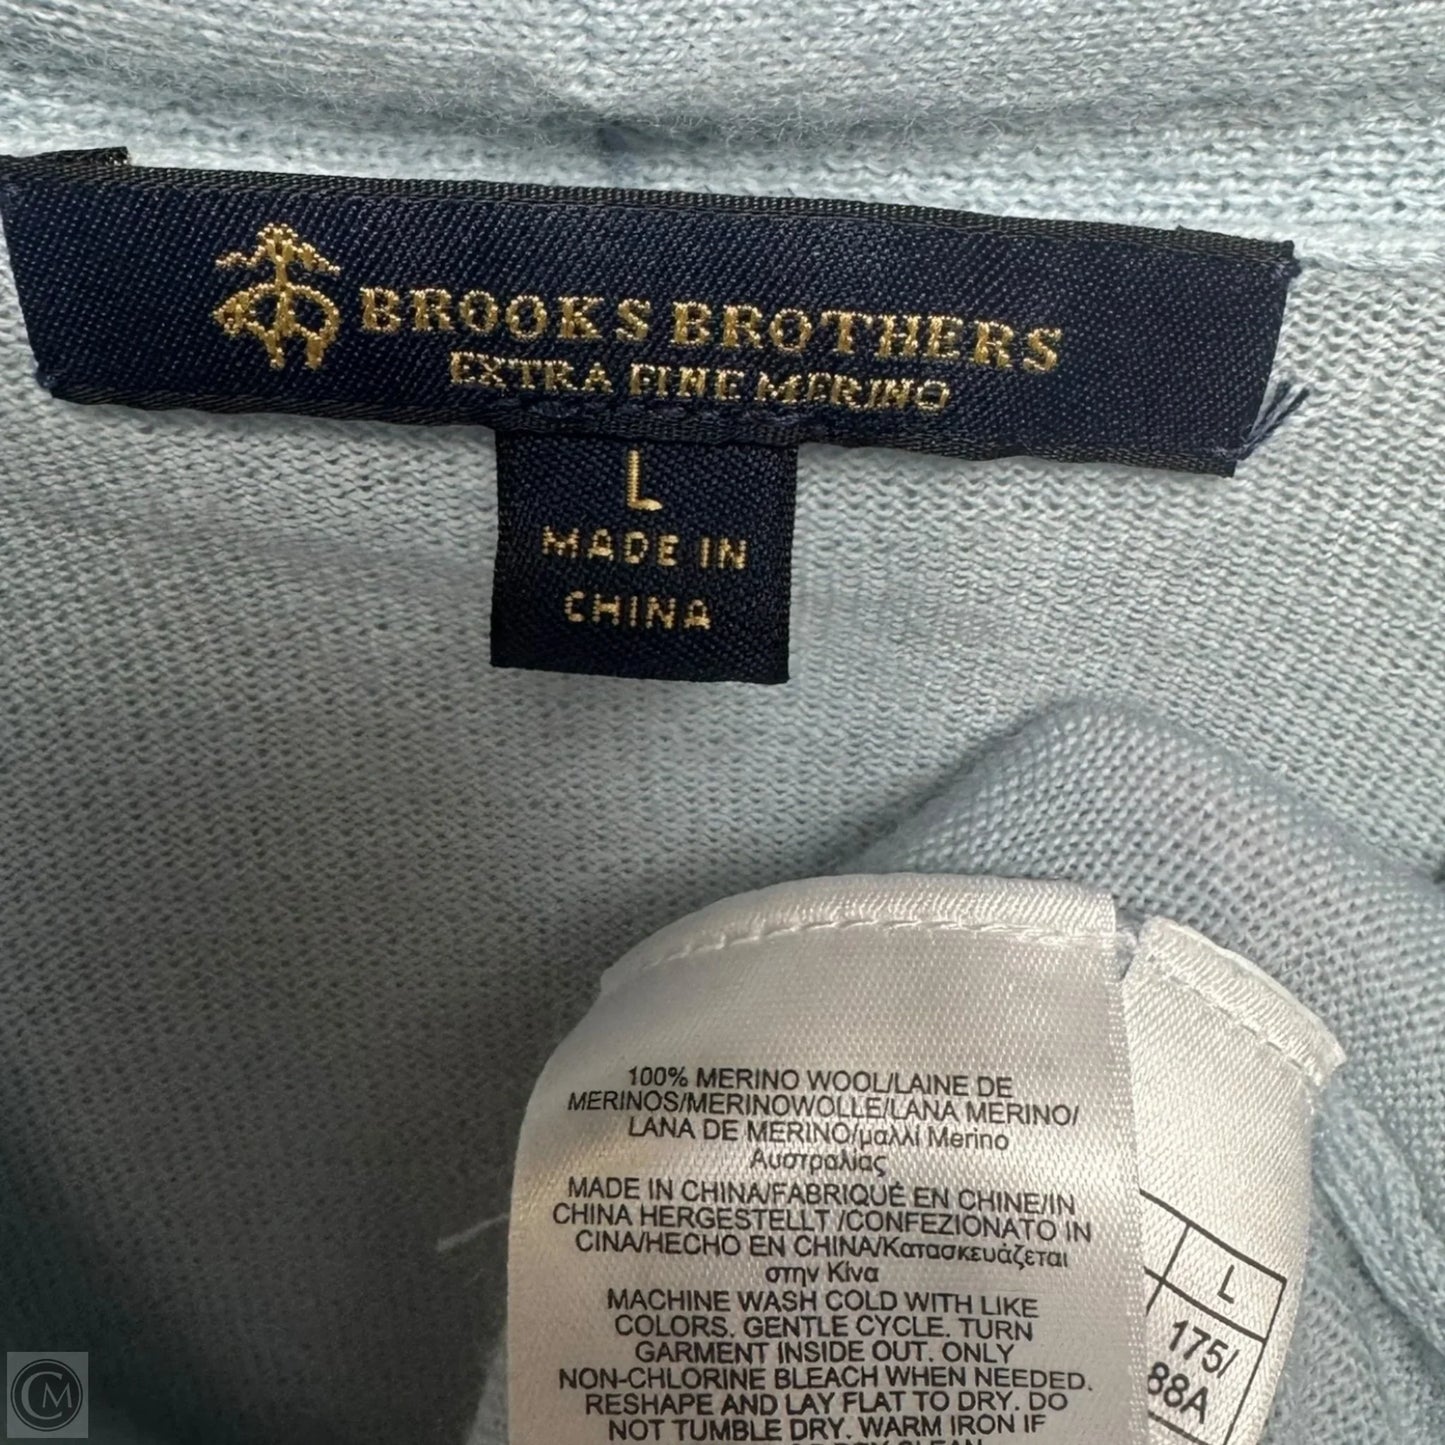 BROOKS BROTHERS
EXTRA FINE MERINO
L
MADE IN
CHINA
100% MERINO WOOL/LAINE DE
MERINOS/MERINOWOLLE/LANA MERINO/
LANA DE MERINO/μαλλί Merino
Αυστραλίας
MADE IN CHINA/FABRIQUÉ EN CHINE/IN
CHINA HERGESTELLT /CONFEZIONATO IN
CINA/HECHO EN CHINA/Κατασκευάζεται
στην Κίνα
MACHINE WASH COLD WITH LIKE
COLORS. GENTLE CYCLE. TURN
GARMENT INSIDE OUT. ONLY
NON-CHLORINE BLEACH WHEN NEEDED.
RESHAPE AND LAY FLAT TO DRY. DO
NOT TUMBLE DRY. WARM IRON IF
DRY CLEAN
L
175/
88A
CM